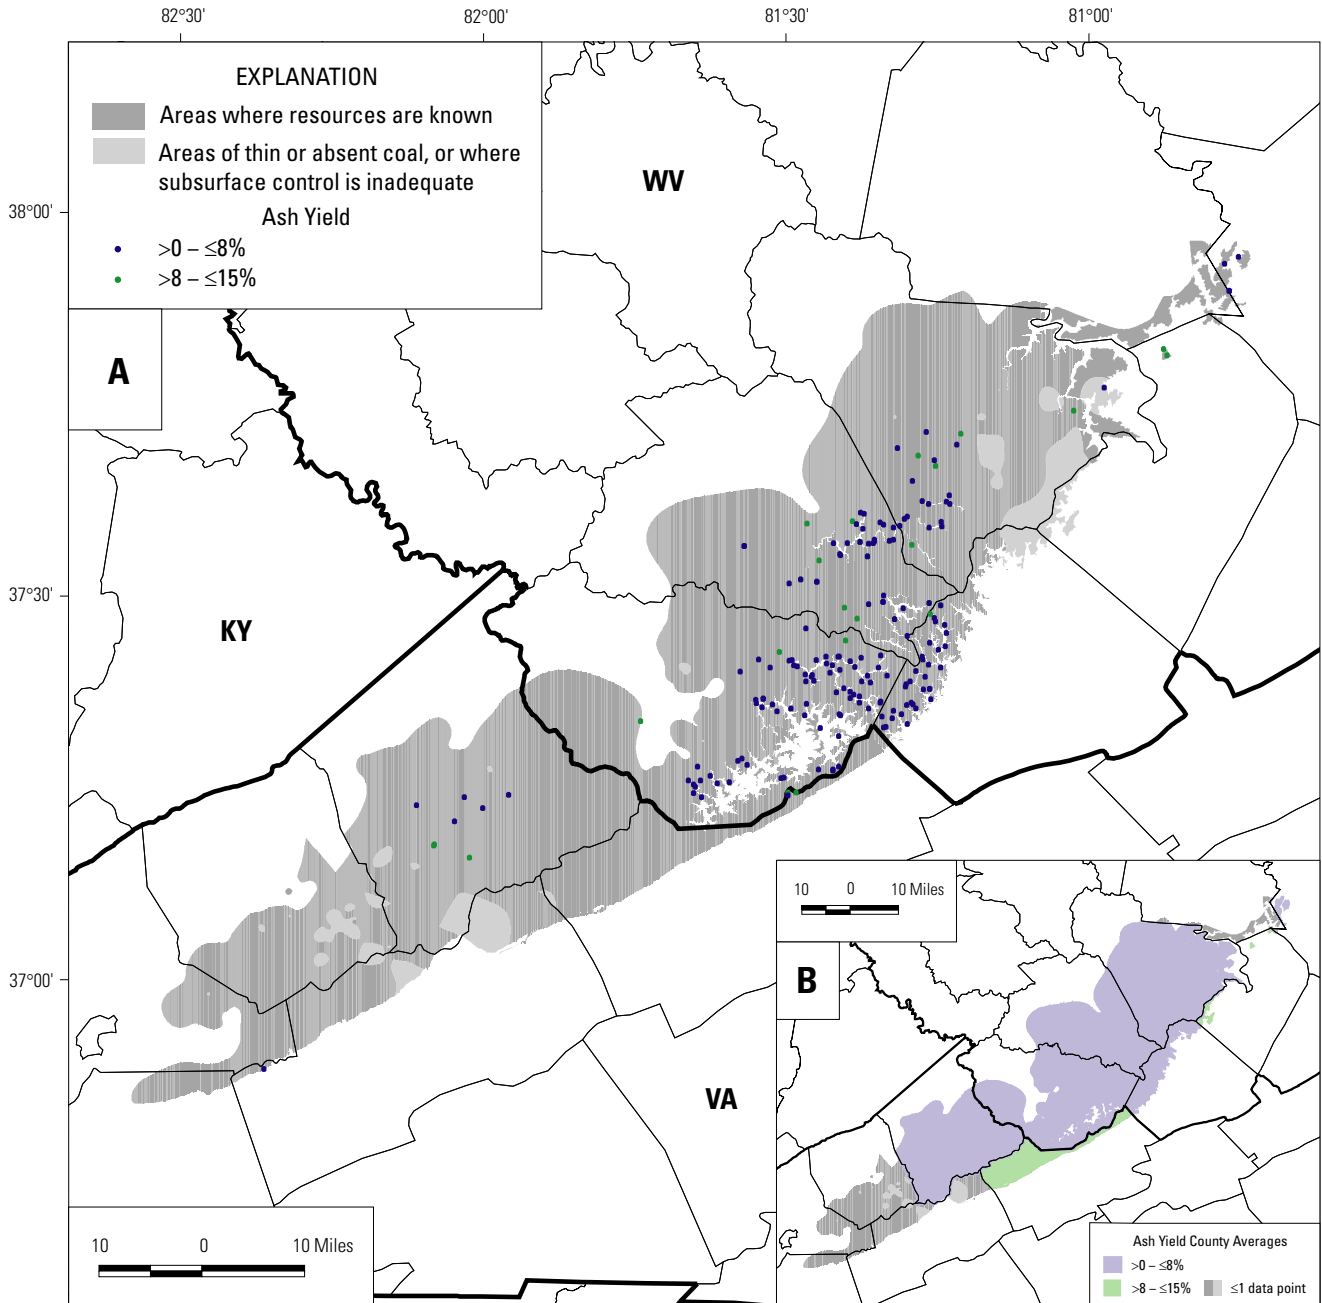 82°30'
82°00'
81°30'
81°00'
EXPLANATION
Areas where resources are known
Areas of thin or absent coal, or where
subsurface control is inadequate
Ash Yield
>0 – ≤8%
>8 – ≤15%
WV
38°00'
A
37°30'
KY
37°00'
VA
10 0 10 Miles
10 0 10 Miles
B
Ash Yield County Averages
>0 – ≤8%
>8 – ≤15% ≤1 data point